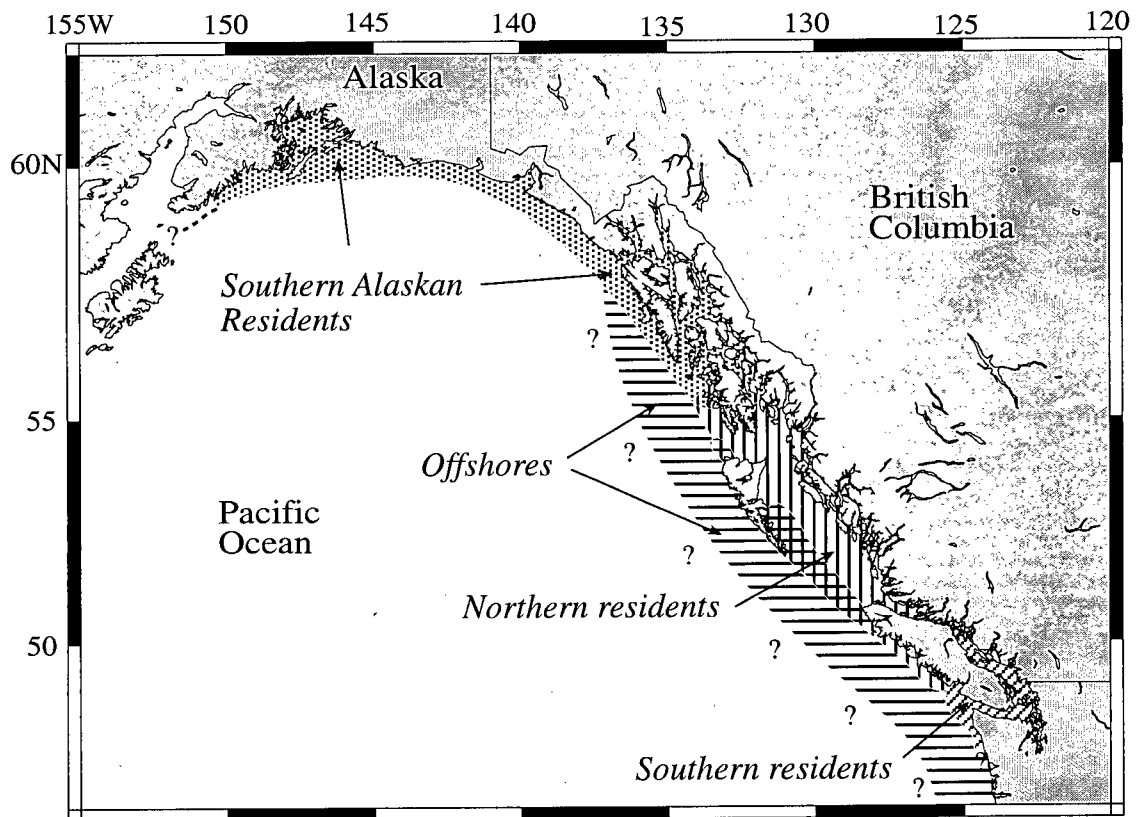 155W 150 145 140 135 130 125 120
Alaska
60N
British
Columbia
?
Southern Alaskan
Residents
?
55
Offshores
?
Pacific
Ocean
?
Northern residents
50
?
?
Southern residents
?